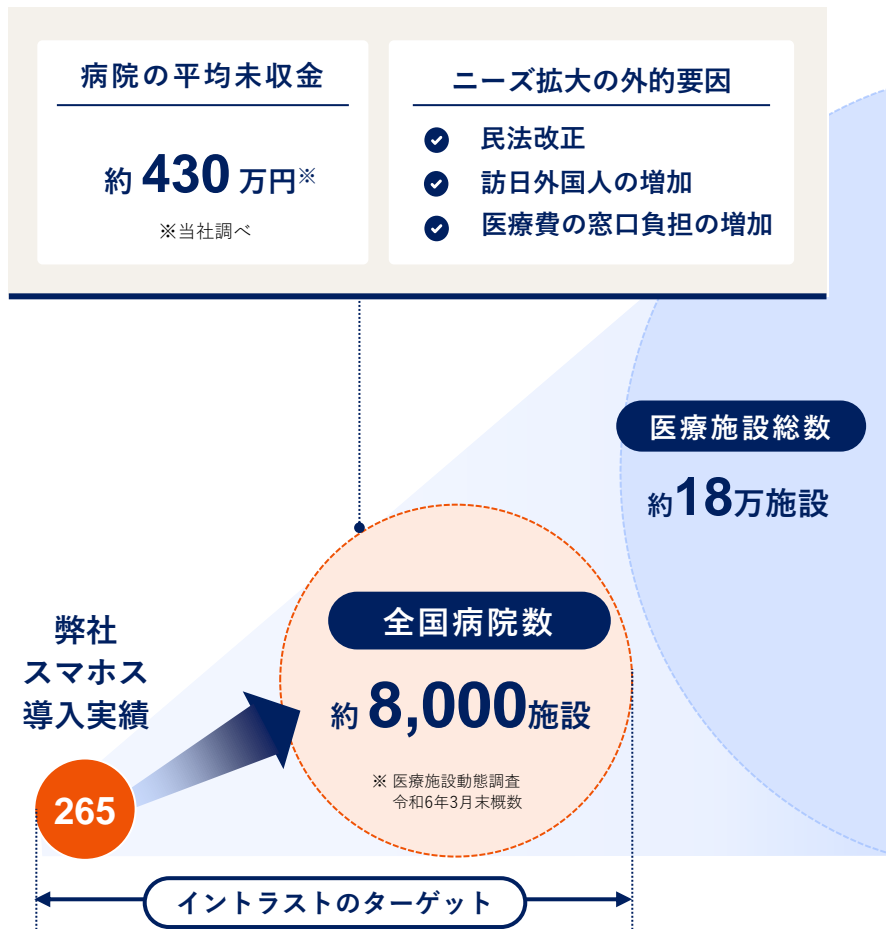 病院の平均未収金
約 430 万円※
※当社調べ
ニーズ拡大の外的要因
民法改正
訪日外国人の増加
医療費の窓口負担の増加
医療施設総数
約18万施設
全国病院数
約 8,000施設
※ 医療施設動態調査
令和6年3月末概数
弊社
スマホス
導入実績
265
イントラストのターゲット